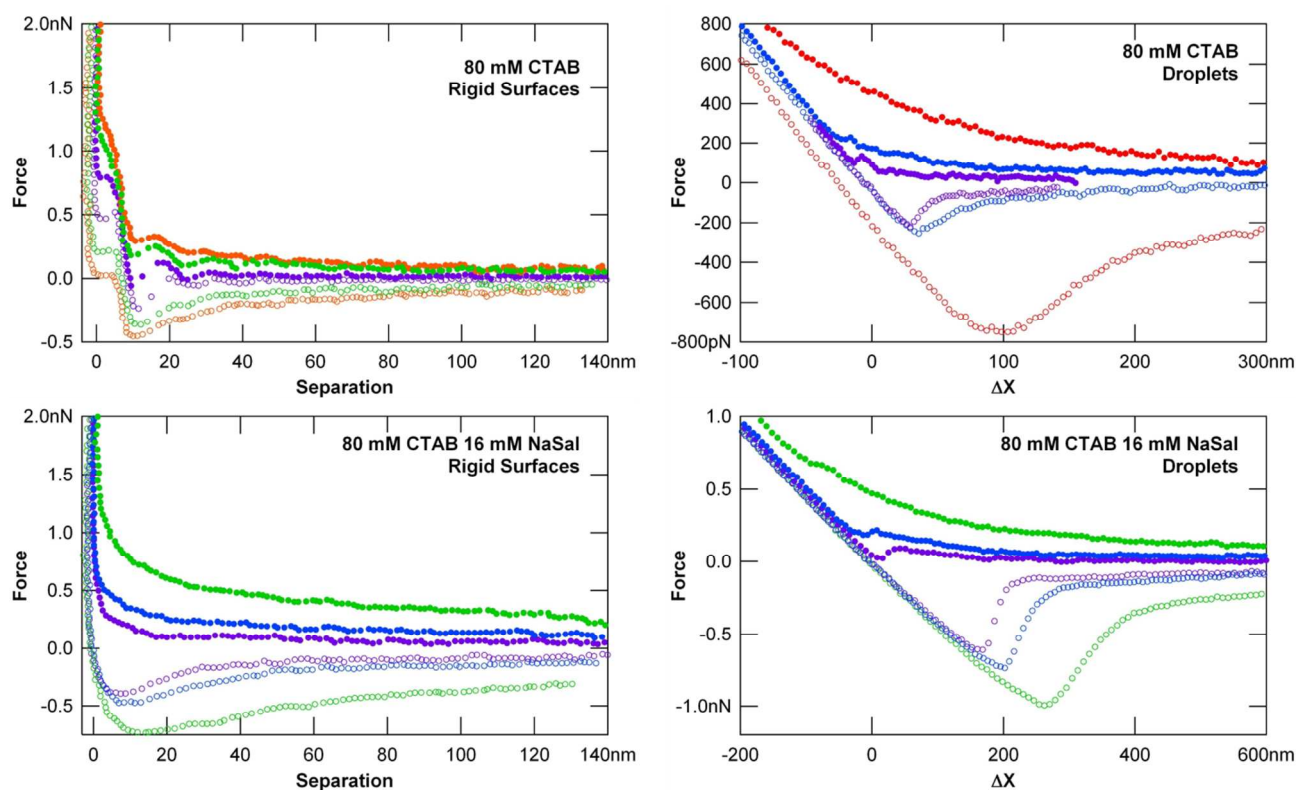 2.0nN
1.5
1.0
0.5
0.0
-0.5
Force
80 mM CTAB
Rigid Surfaces
0 20 40 60 80 100 120 140nm
Separation
800
600
400
200
0
-200
-400
-600
-800pN
Force
80 mM CTAB
Droplets
-100 0 100 200 300nm
ΔX
2.0nN
1.5
1.0
0.5
0.0
-0.5
Force
80 mM CTAB 16 mM NaSal
Rigid Surfaces
0 20 40 60 80 100 120 140nm
Separation
1.0
0.5
0.0
-0.5
-1.0nN
Force
80 mM CTAB 16 mM NaSal
Droplets
-200 0 200 400 600nm
ΔX